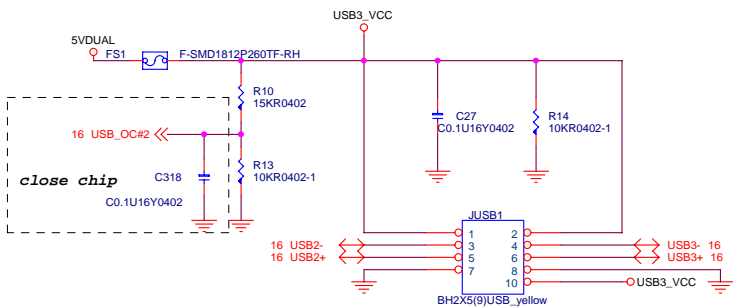 USB3_VCC
5VDUAL
FS1 F-SMD1812P260TF-RH
R10
15KR0402
C27
C0.1U16Y0402
R14
10KR0402-1
16 USB_OC#2
R13
10KR0402-1
close chip
C318
C0.1U16Y0402
JUSB1
1 2
16 USB2- 3 4 USB3- 16
16 USB2+ 5 6 USB3+ 16
7 8
10 USB3_VCC
BH2X5(9)USB_yellow